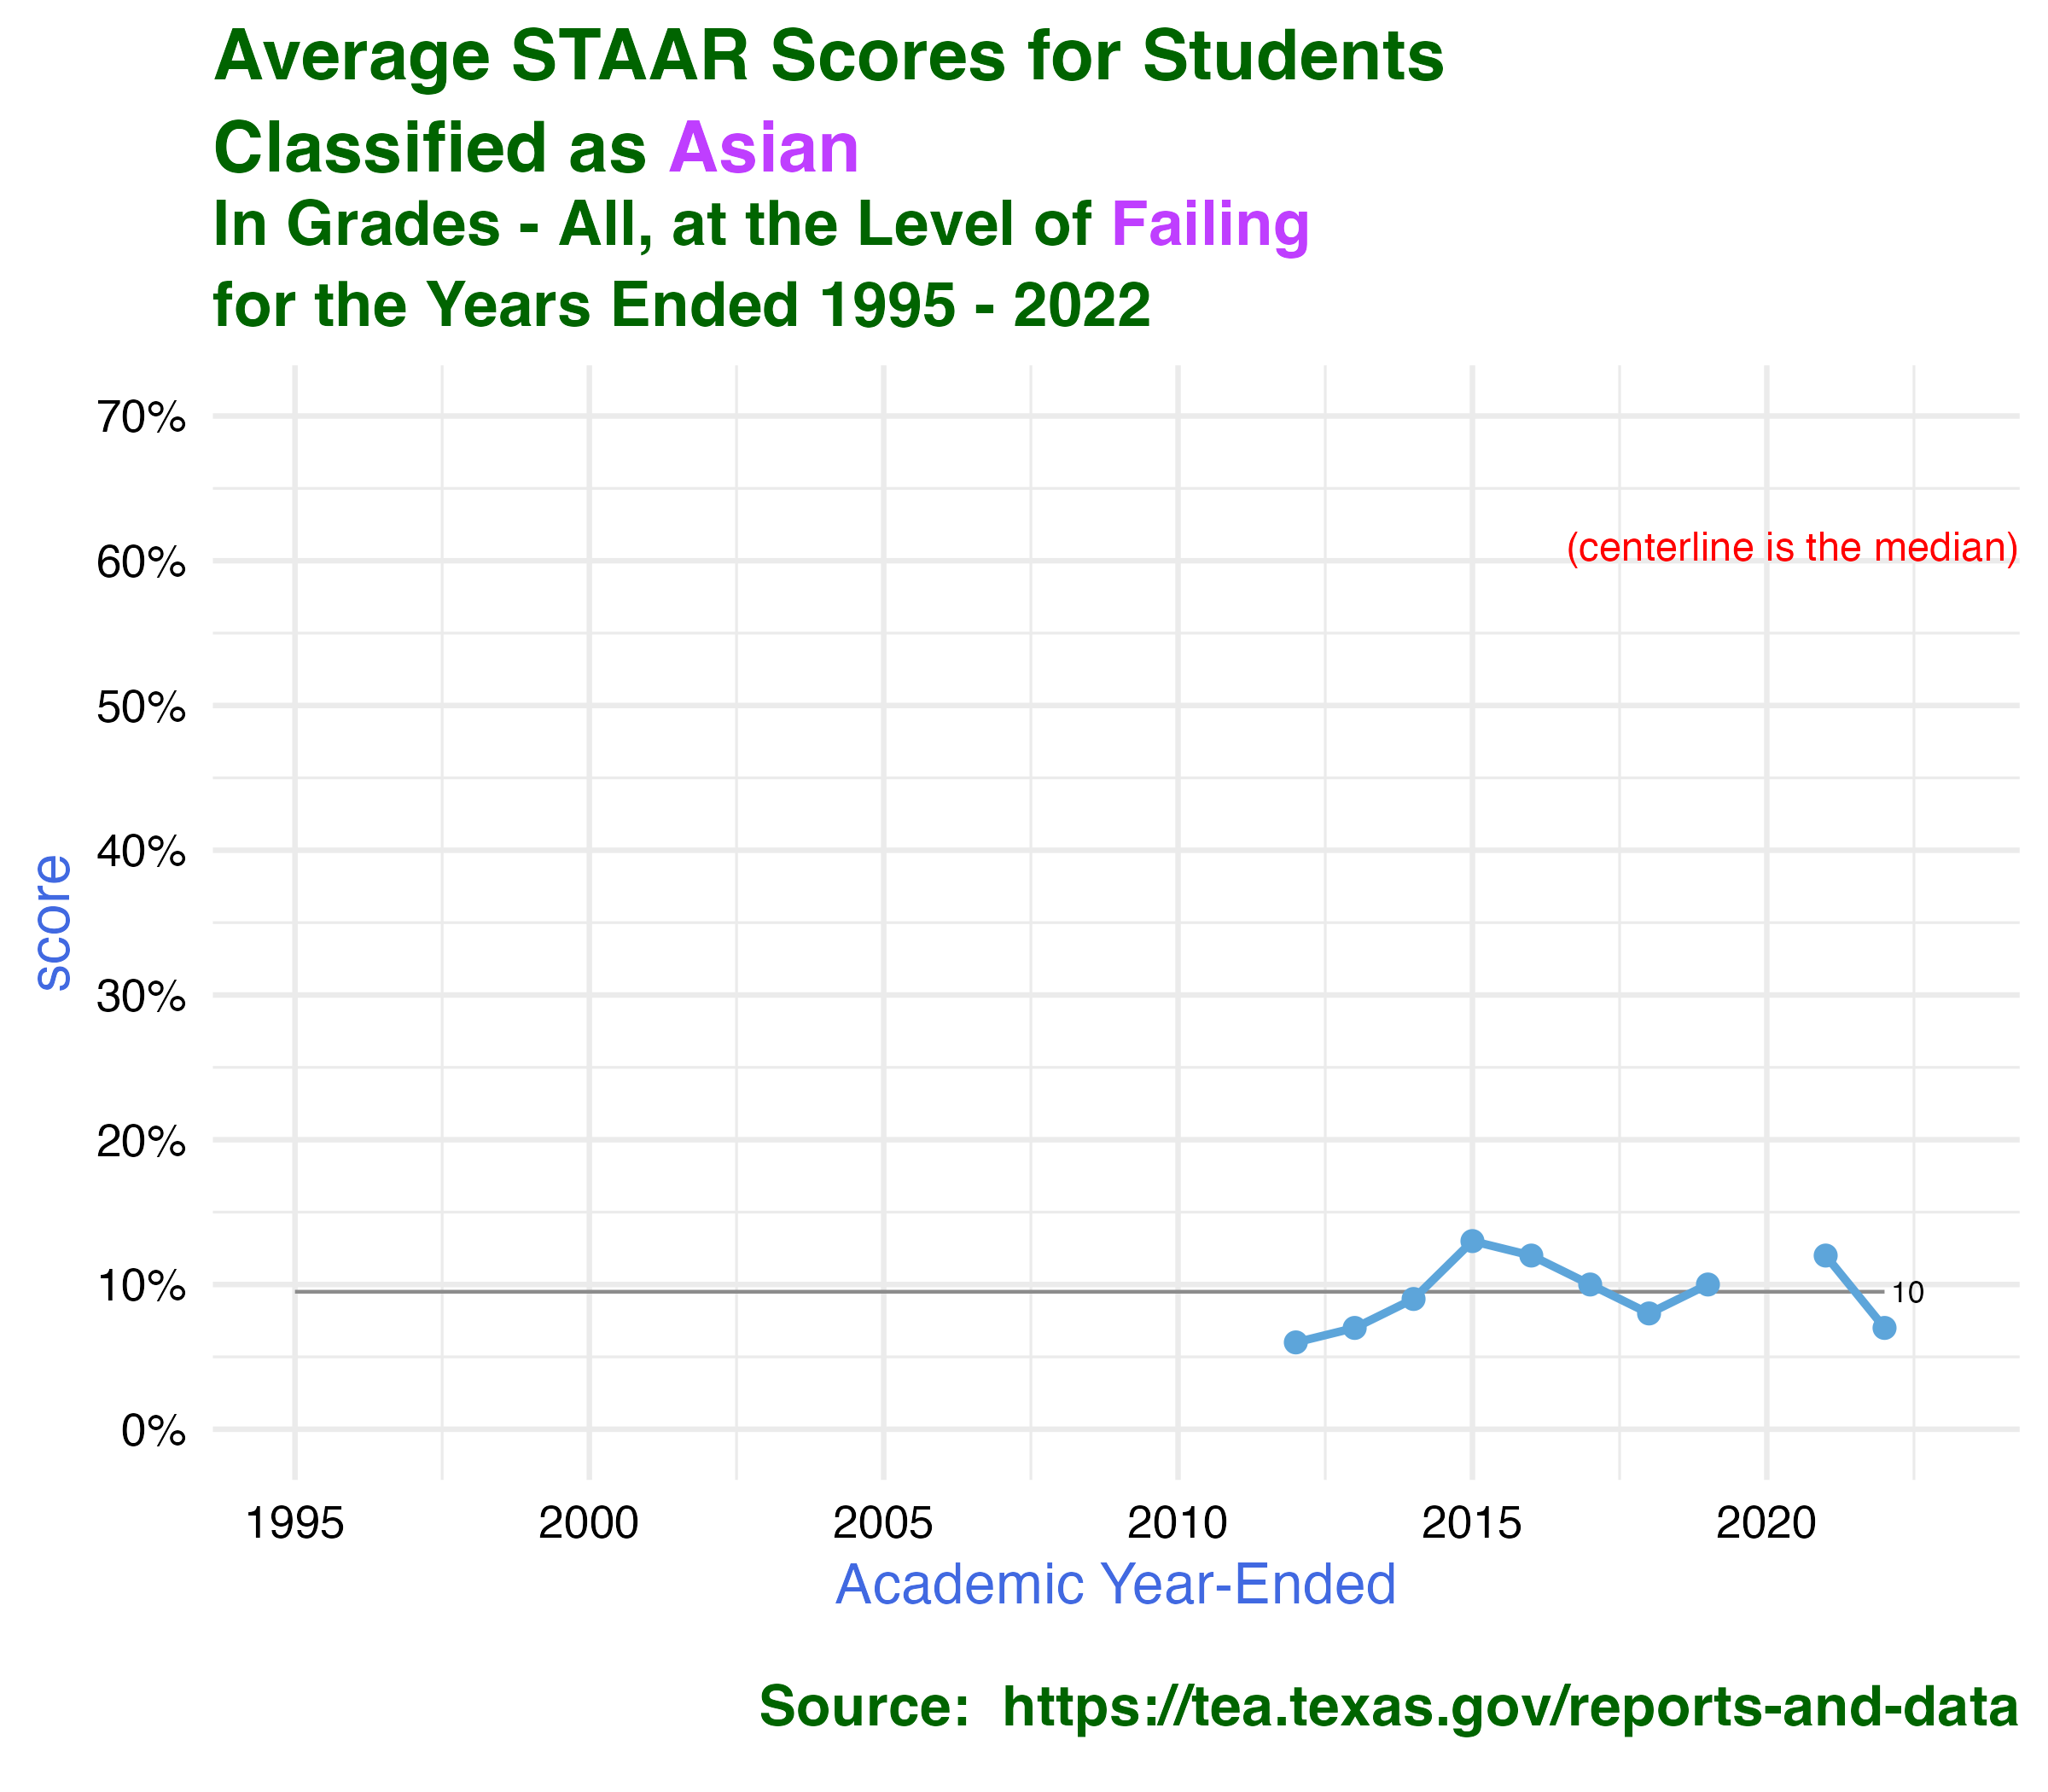 Average STAAR Scores for Students
Classified as Asian
In Grades - All, at the Level of Failing
for the Years Ended 1995 - 2022
70%
(centerline is the median)
60%
50%
40%
score
30%
20%
10%
10
0%
1995 2000 2005 2010 2015 2020
Academic Year-Ended
Source:  https://tea.texas.gov/reports-and-data